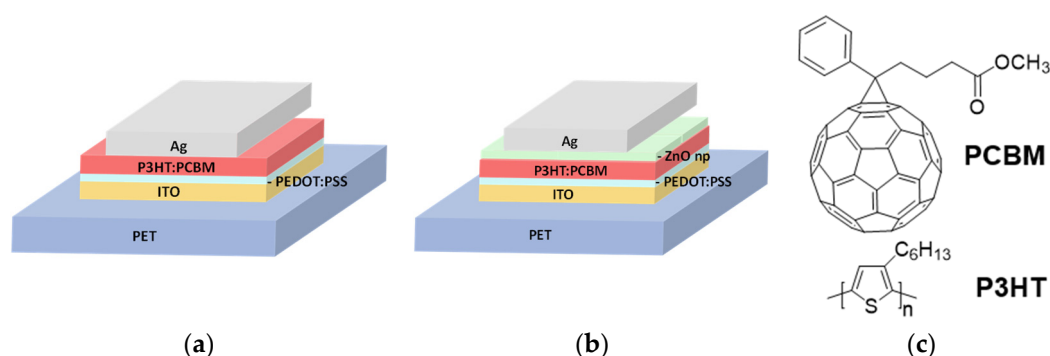 Ag
P3HT:PCBM
- PEDOT:PSS
ITO
PET
(a)
Ag
- ZnO np
P3HT:PCBM
- PEDOT:PSS
ITO
PET
(b)
OCH3
O
PCBM
C6H13
S
n
P3HT
(c)